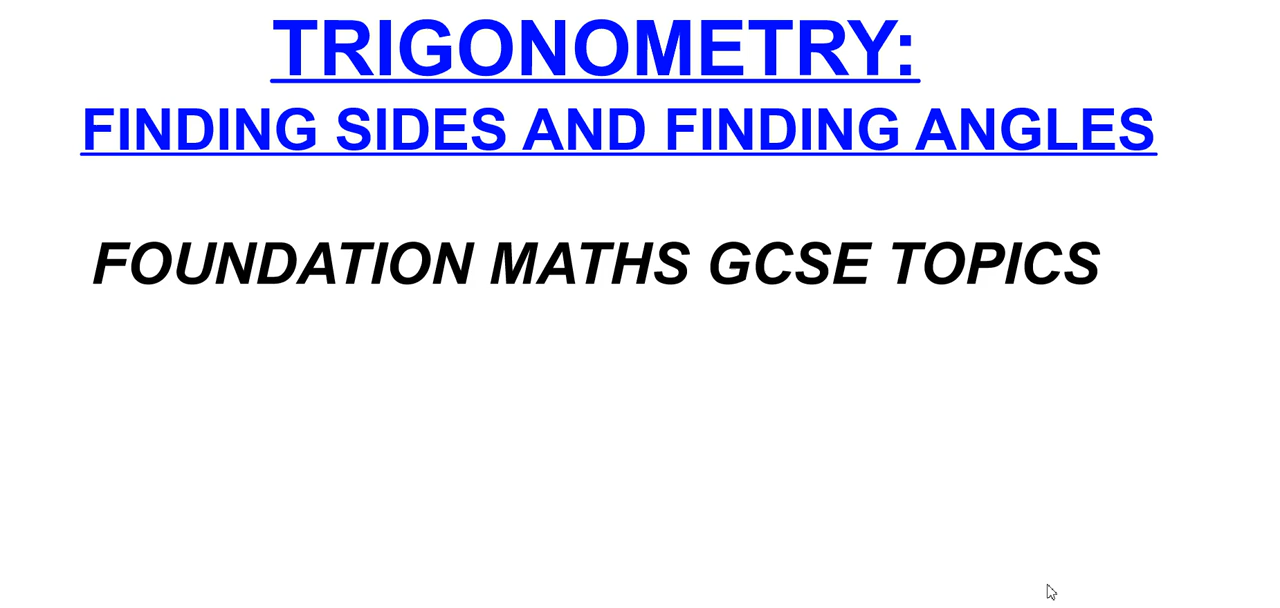 TRIGONOMETRY:
FINDING SIDES AND FINDING ANGLES
FOUNDATION MATHS GCSE TOPICS